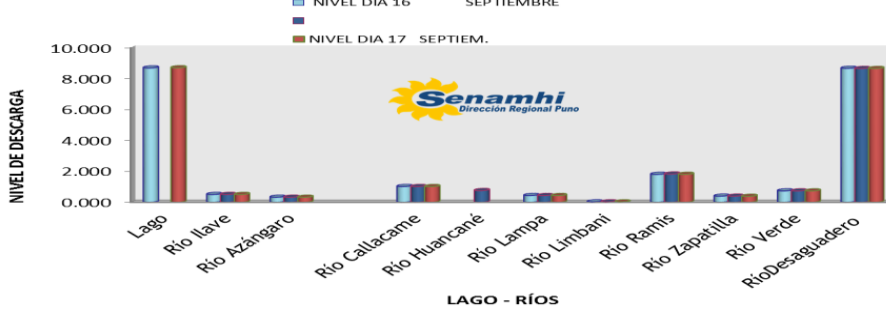 NIVEL DIA 16 SEPTIEMBRE
NIVEL DIA 17 SEPTIEM.
NIVEL DE DESCARGA
10.000
8.000
6.000
4.000
2.000
0.000
Senamhi
Dirección Regional Puno
Lago
Río Ilave
Río Azángaro
Río Callacame
Río Huancané
Río Lampa
Río Limbani
Río Ramis
Río Zapatilla
Río Verde
RíoDesaguadero
LAGO - RÍOS